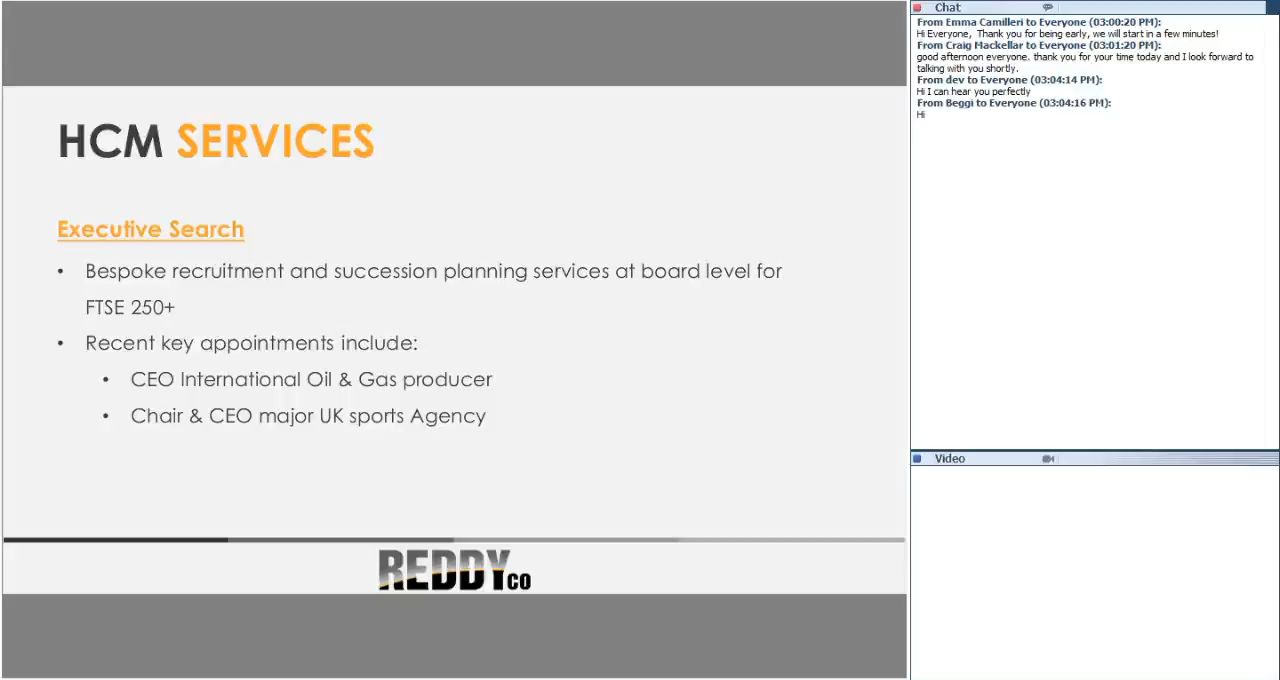 HCM SERVICES
Executive Search
• Bespoke recruitment and succession planning services at board level for
FTSE 250+
• Recent key appointments include:
• CEO International Oil & Gas producer
• Chair & CEO major UK sports Agency
REDDYCO
Chat
From Emma Camilleri to Everyone (03:00:20 PM):
Hi Everyone, Thank you for being early, we will start in a few minutes!
From Craig Mackellar to Everyone (03:01:20 PM):
good afternoon everyone. thank you for your time today and I look forward to
talking with you shortly.
From dev to Everyone (03:04:14 PM):
Hi I can hear you perfectly
From Beggi to Everyone (03:04:16 PM):
Hi
Video